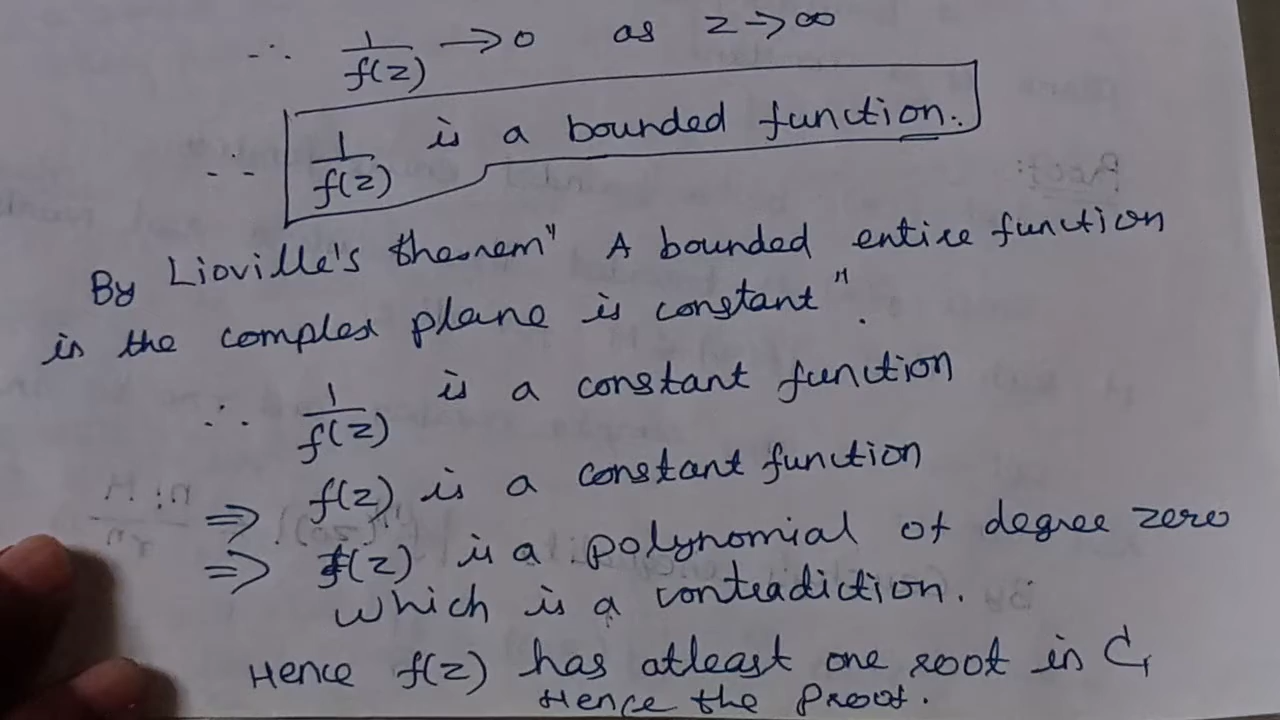 ∴ 1/f(z) → 0 as z → ∞
∴ 1/f(z) is a bounded function.
By Lioville's theorem" A bounded entire function
in the complex plane is constant".
∴ 1/f(z) is a constant function
⇒ f(z) is a constant function
⇒ f(z) is a polynomial of degree zero
which is a contradiction.
Hence f(z) has atleast one root in ℂ,
Hence the proof.